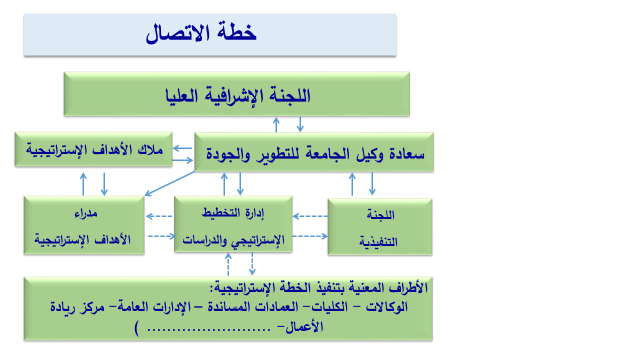 خطة الاتصال
اللجنة الإشرافية العليا
سعادة وكيل الجامعة للتطوير والجودة
ملاك الأهداف الإستراتيجية
اللجنة
التنفيذية
إدارة التخطيط
الإستراتيجي والدراسات
مدراء
الأهداف الإستراتيجية
الأطراف المعنية بتنفيذ الخطة الإستراتيجية:
الوكالات – الكليات- العمادات المساندة – الإدارات العامة- مركز ريادة
الأعمال- ......................... )